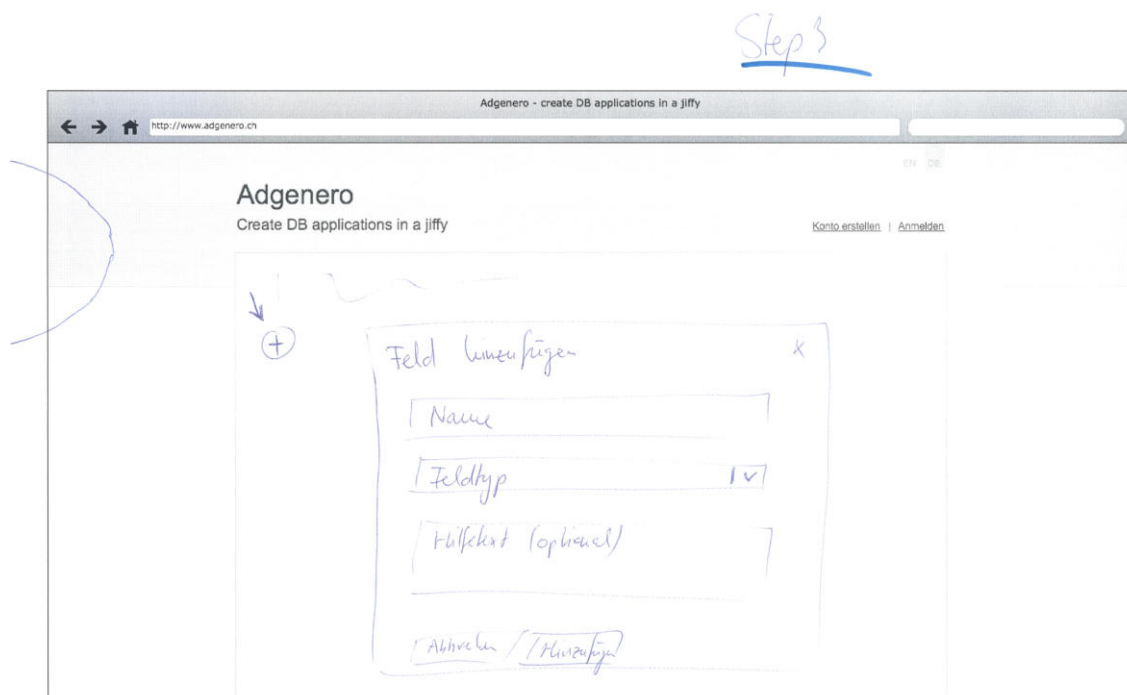 Step 3
Adgenero - create DB applications in a jiffy
http://www.adgenero.ch
EN DE
Adgenero
Create DB applications in a jiffy
Konto erstellen | Anmelden
Feld hinzufügen X
Name
Feldtyp
Hilfetext (optional)
Abbrechen / Hinzufügen